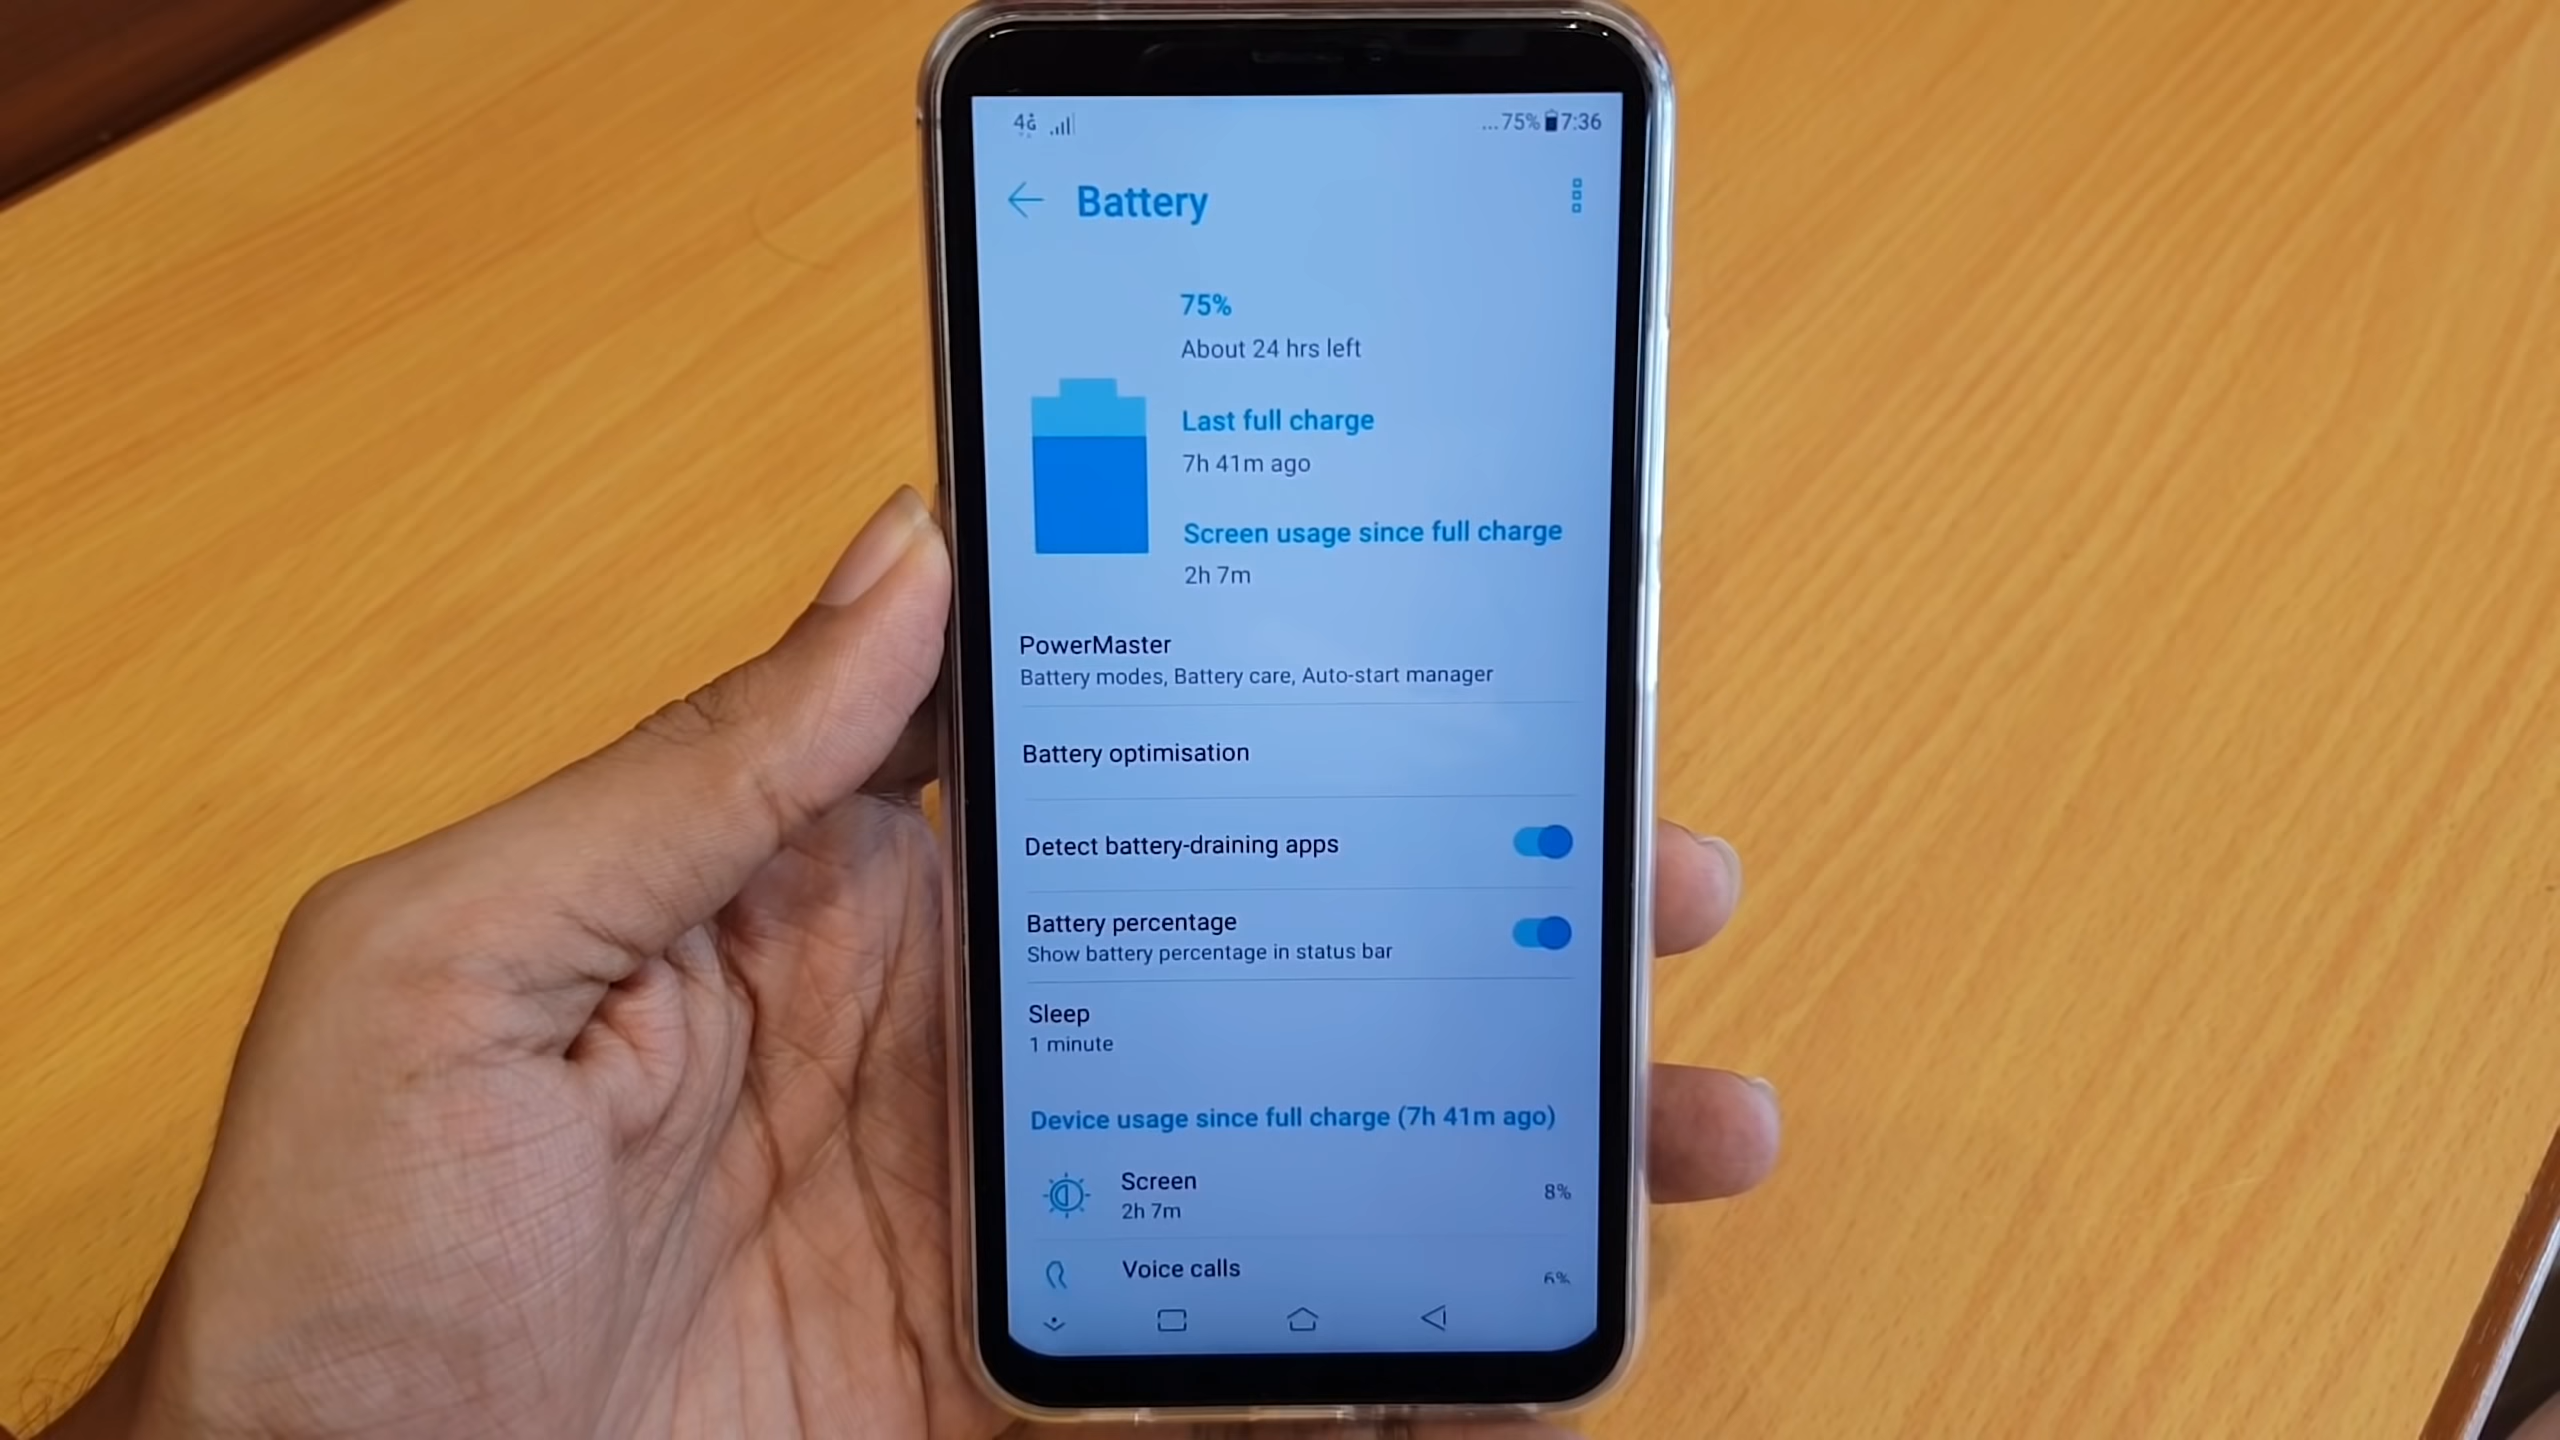 4G ...75% 7:36
Battery
75%
About 24 hrs left
Last full charge
7h 41m ago
Screen usage since full charge
2h 7m
PowerMaster
Battery modes, Battery care, Auto-start manager
Battery optimisation
Detect battery-draining apps
Battery percentage
Show battery percentage in status bar
Sleep
1 minute
Device usage since full charge (7h 41m ago)
Screen
8%
2h 7m
Voice calls
6%